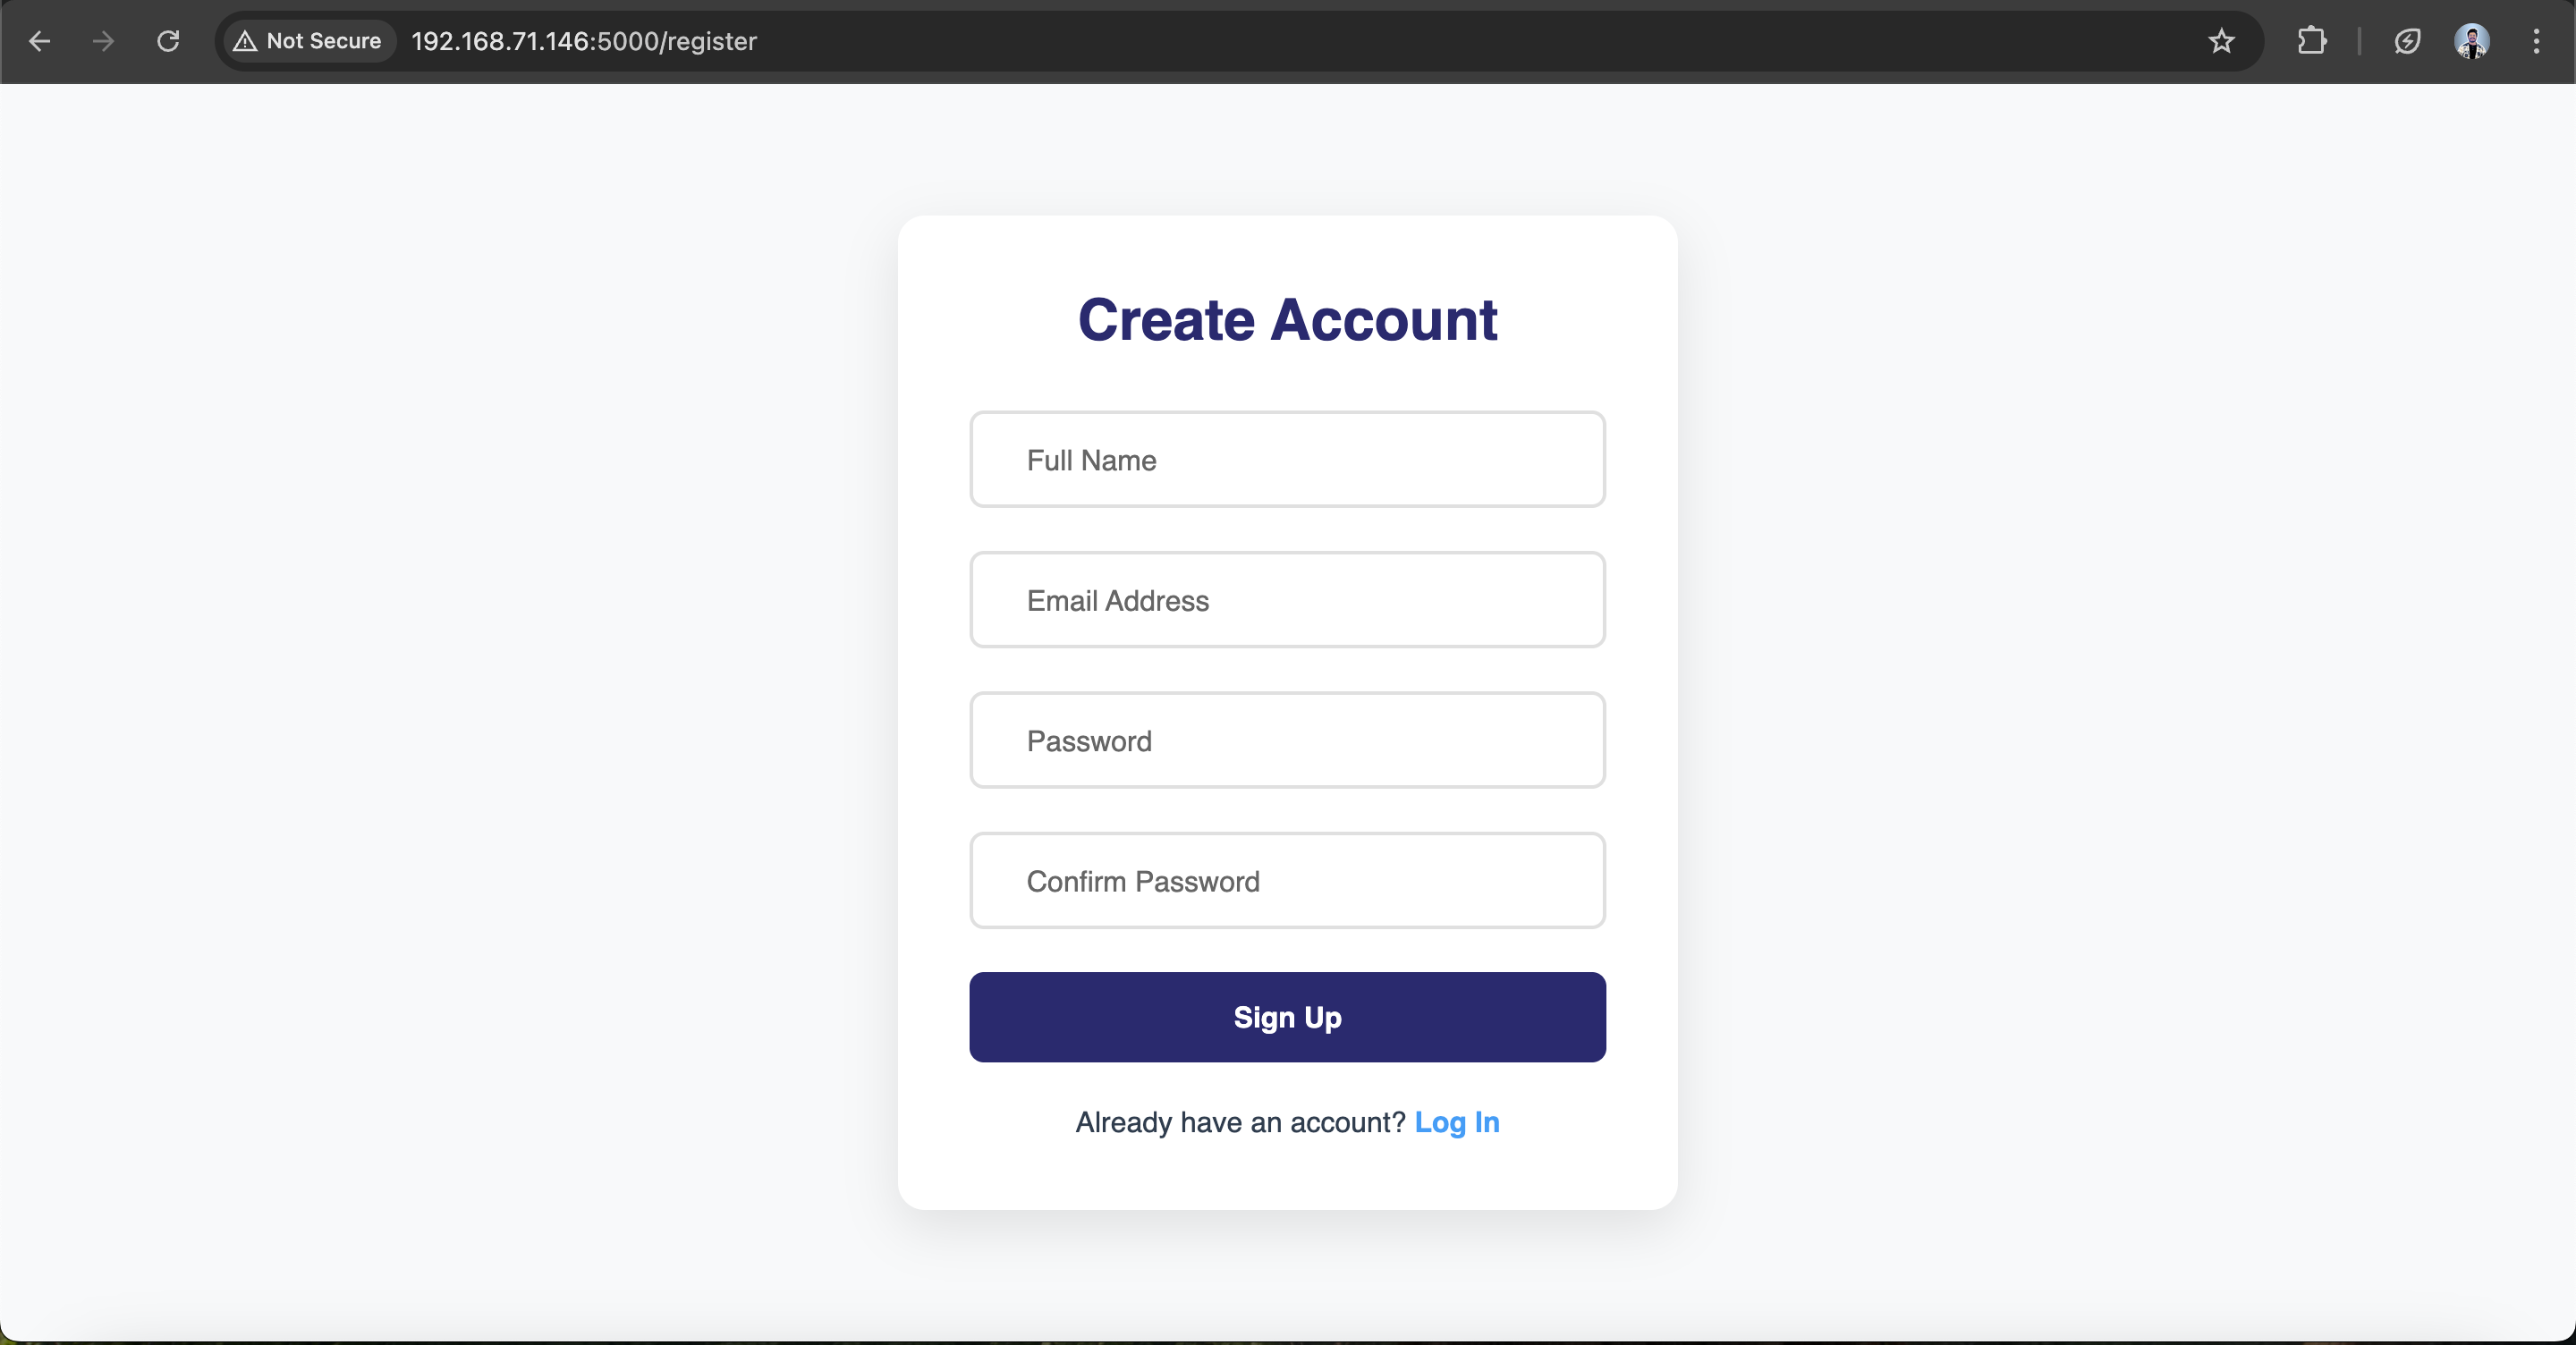 Not Secure 192.168.71.146:5000/register
Create Account
Full Name
Email Address
Password
Confirm Password
Sign Up
Already have an account? Log In